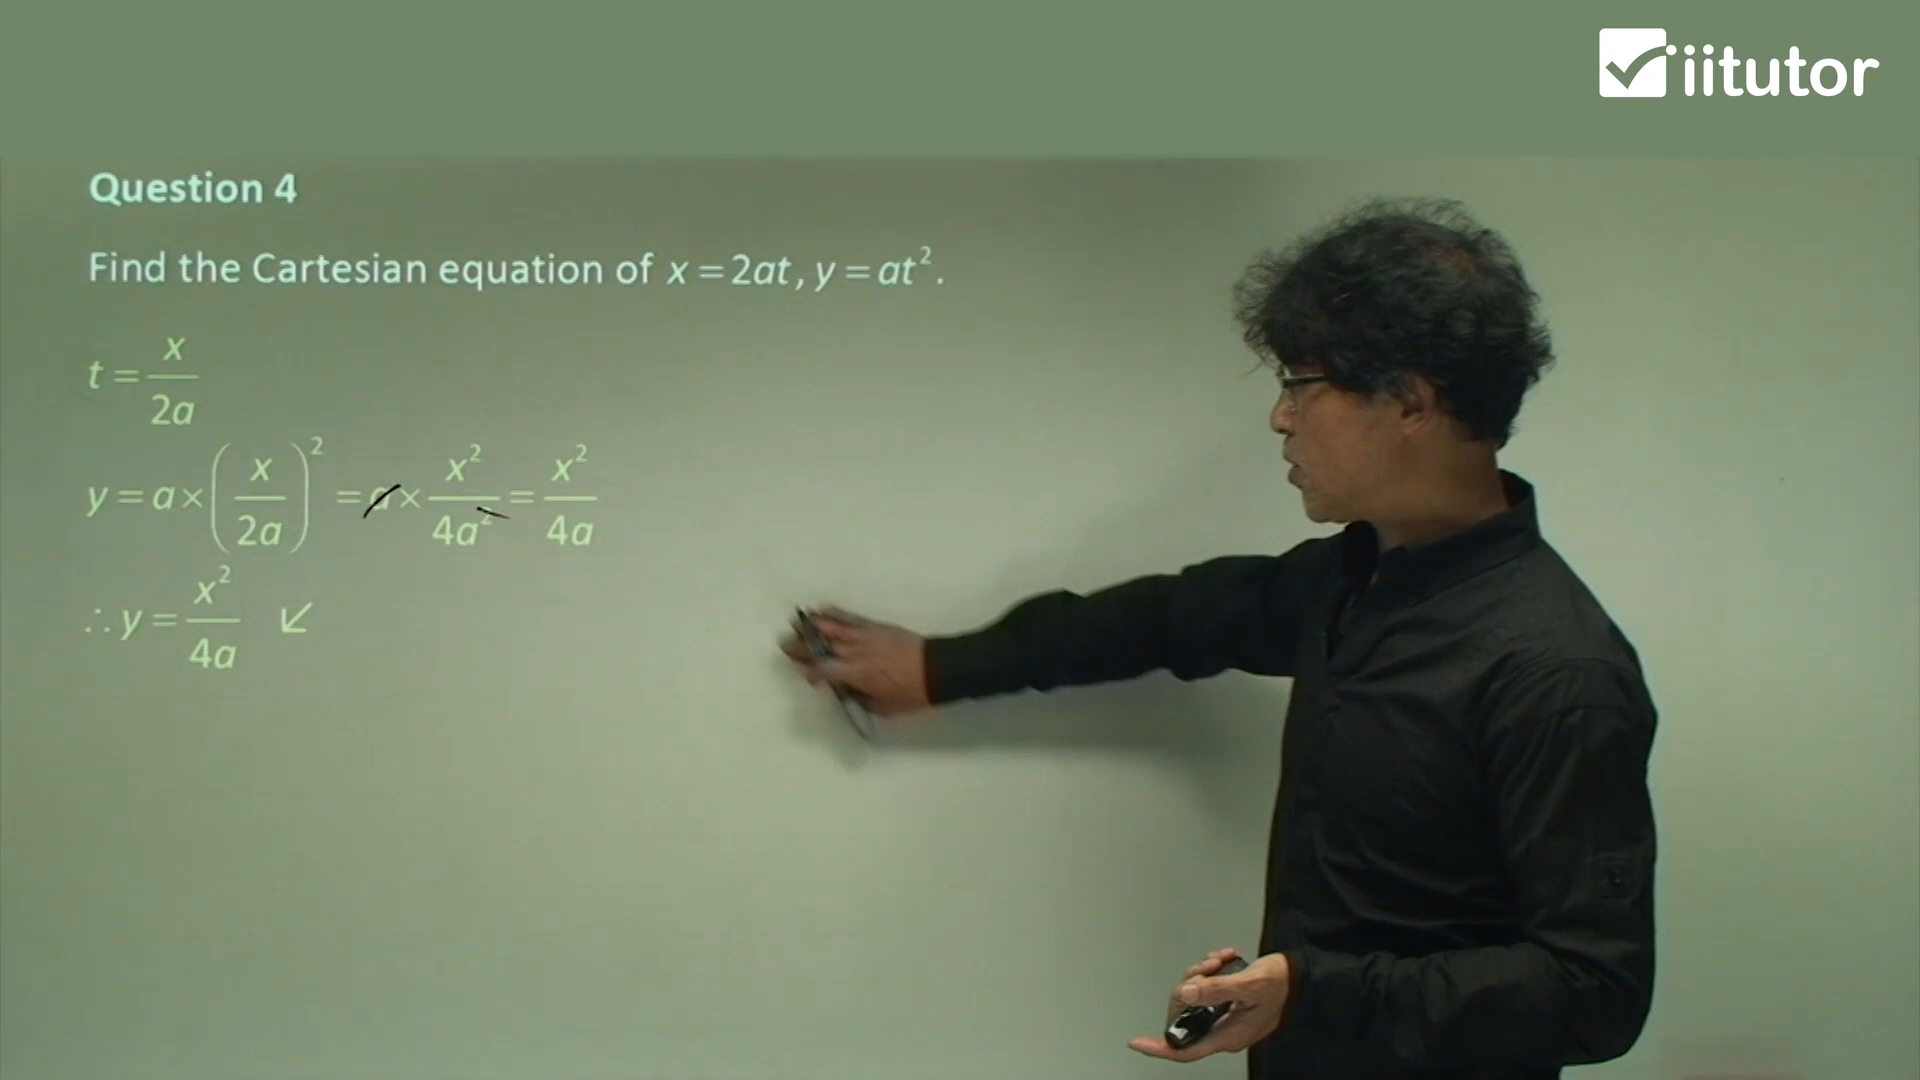 iitutor
Question 4
Find the Cartesian equation of x = 2at, y = at².
t = x/2a
y = a × (x/2a)² = a × x²/4a² = x²/4a
∴ y = x²/4a ↙